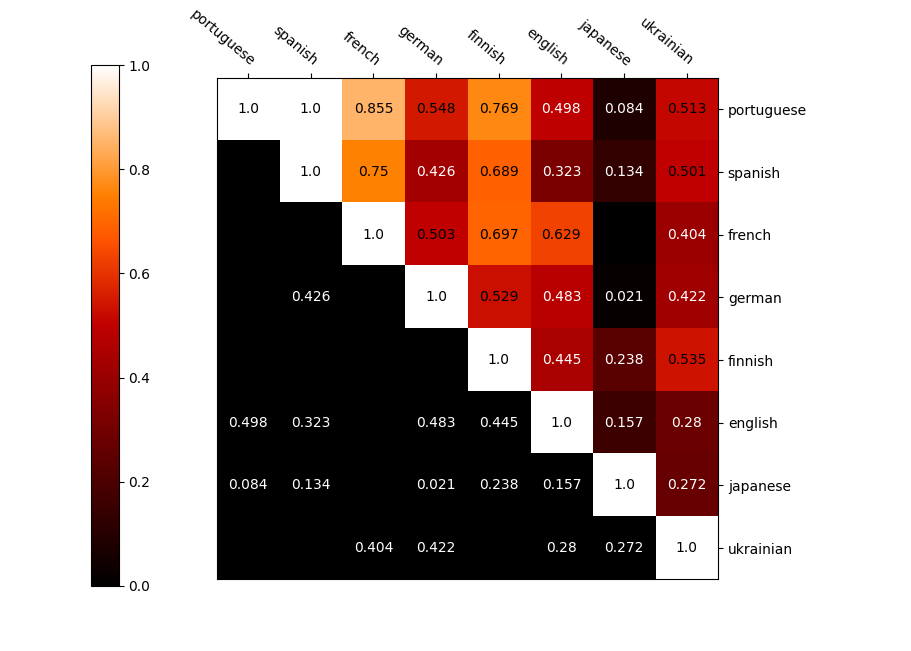 portuguese spanish french german finnish english japanese ukrainian
1.0
0.8
0.6
0.4
0.2
0.0
1.0 1.0 0.855 0.548 0.769 0.498 0.084 0.513 portuguese
1.0 0.75 0.426 0.689 0.323 0.134 0.501 spanish
1.0 0.503 0.697 0.629 0.404 french
0.426 1.0 0.529 0.483 0.021 0.422 german
1.0 0.445 0.238 0.535 finnish
0.498 0.323 0.483 0.445 1.0 0.157 0.28 english
0.084 0.134 0.021 0.238 0.157 1.0 0.272 japanese
0.404 0.422 0.28 0.272 1.0 ukrainian